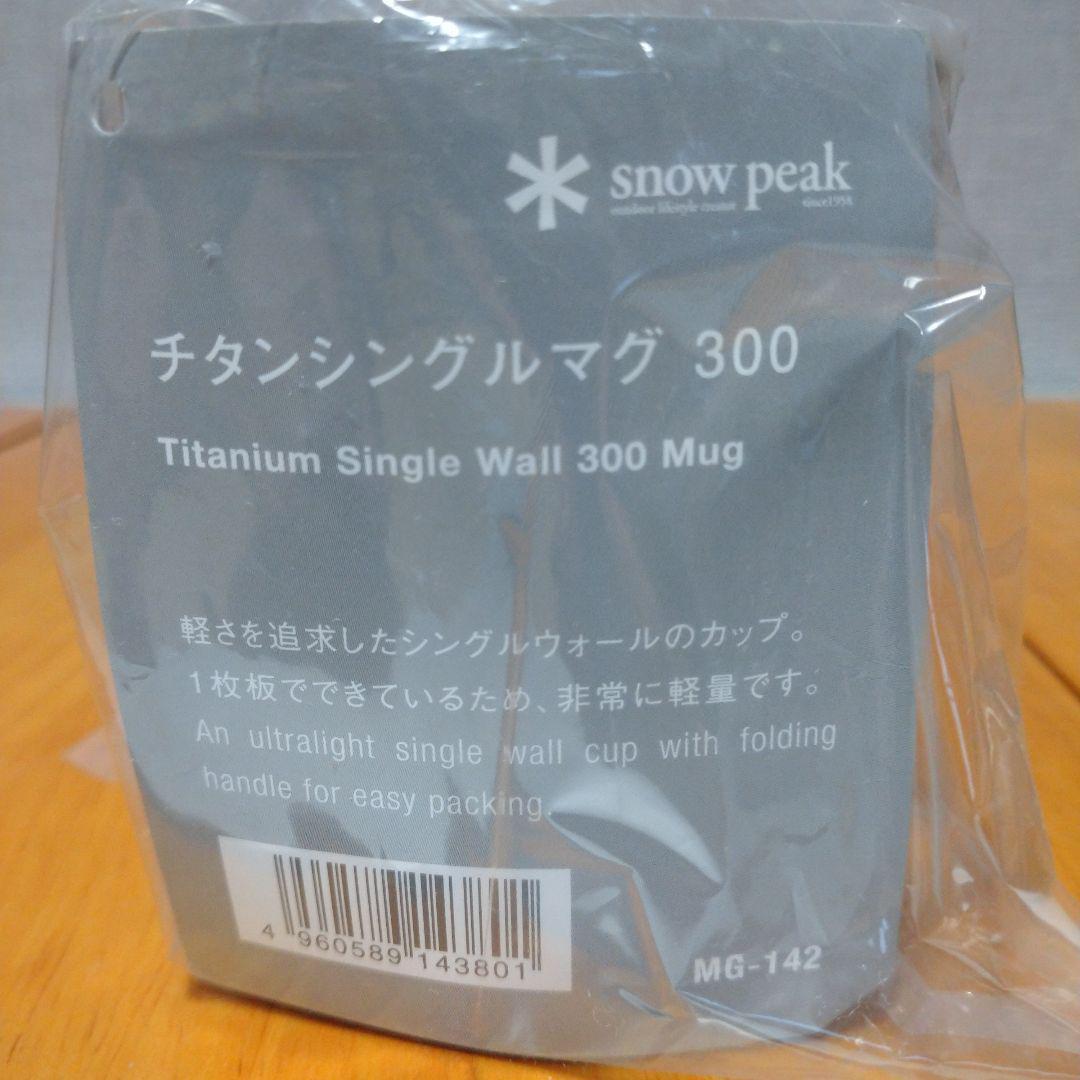 snow peak
outdoor lifestyle creator since1958
チタンシングルマグ 300
Titanium Single Wall 300 Mug
軽さを追求したシングルウォールのカップ。
1枚板でできているため、非常に軽量です。
An ultralight single wall cup with folding
handle for easy packing.
4 960589 143801
MG-142